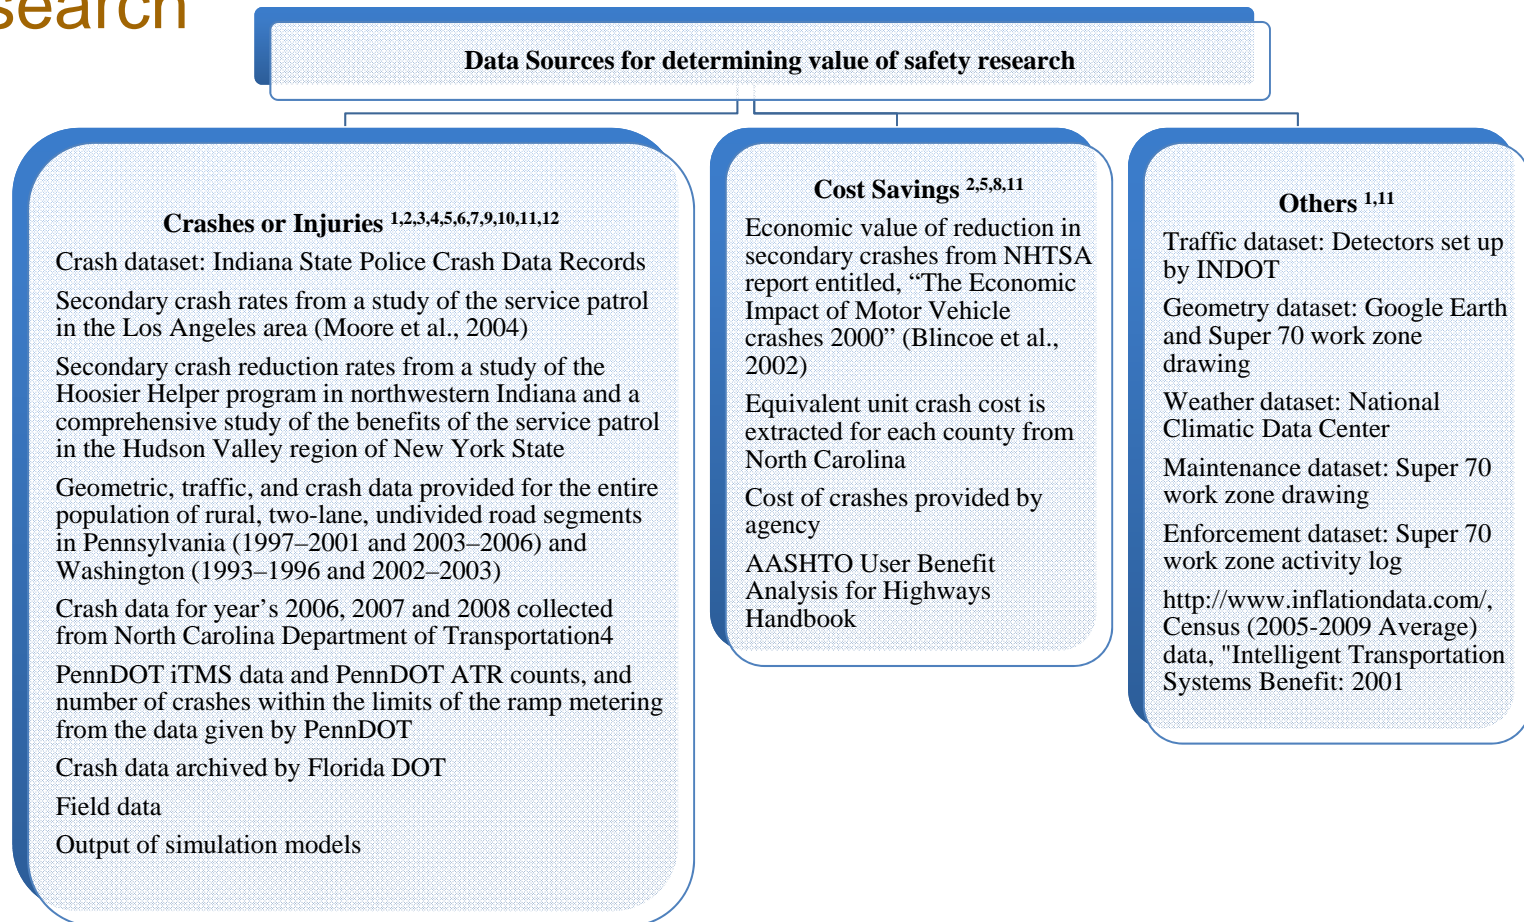 search
Data Sources for determining value of safety research
Crashes or Injuries 1,2,3,4,5,6,7,9,10,11,12
Crash dataset: Indiana State Police Crash Data Records
Secondary crash rates from a study of the service patrol
in the Los Angeles area (Moore et al., 2004)
Secondary crash reduction rates from a study of the
Hoosier Helper program in northwestern Indiana and a
comprehensive study of the benefits of the service patrol
in the Hudson Valley region of New York State
Geometric, traffic, and crash data provided for the entire
population of rural, two-lane, undivided road segments
in Pennsylvania (1997–2001 and 2003–2006) and
Washington (1993–1996 and 2002–2003)
Crash data for year’s 2006, 2007 and 2008 collected
from North Carolina Department of Transportation4
PennDOT iTMS data and PennDOT ATR counts, and
number of crashes within the limits of the ramp metering
from the data given by PennDOT
Crash data archived by Florida DOT
Field data
Output of simulation models
Cost Savings 2,5,8,11
Economic value of reduction in
secondary crashes from NHTSA
report entitled, “The Economic
Impact of Motor Vehicle
crashes 2000” (Blincoe et al.,
2002)
Equivalent unit crash cost is
extracted for each county from
North Carolina
Cost of crashes provided by
agency
AASHTO User Benefit
Analysis for Highways
Handbook
Others 1,11
Traffic dataset: Detectors set up
by INDOT
Geometry dataset: Google Earth
and Super 70 work zone
drawing
Weather dataset: National
Climatic Data Center
Maintenance dataset: Super 70
work zone drawing
Enforcement dataset: Super 70
work zone activity log
http://www.inflationdata.com/,
Census (2005-2009 Average)
data, "Intelligent Transportation
Systems Benefit: 2001